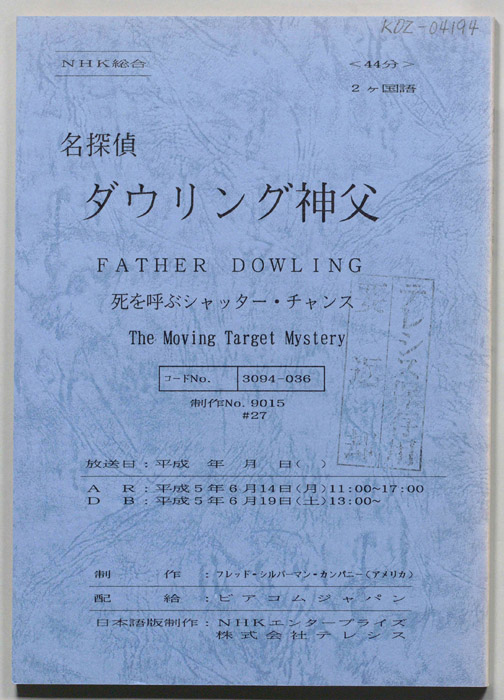 KDZ-04194
NHK総合 <44分>
2ヶ国語
名探偵
ダウリング神父
FATHER DOWLING
死を呼ぶシャッター・チャンス
The Moving Target Mystery
コードNo. 3094-036
制作No. 9015
#27
放送日:平成 年 月 日( )
A R:平成5年6月14日(月)11:00~17:00
D B:平成5年6月19日(土)13:00~
制 作:フレッド・シルバーマン・カンパニー(アメリカ)
配 給:ビアコムジャパン
日本語版制作:NHKエンタープライズ
株式会社テレシス